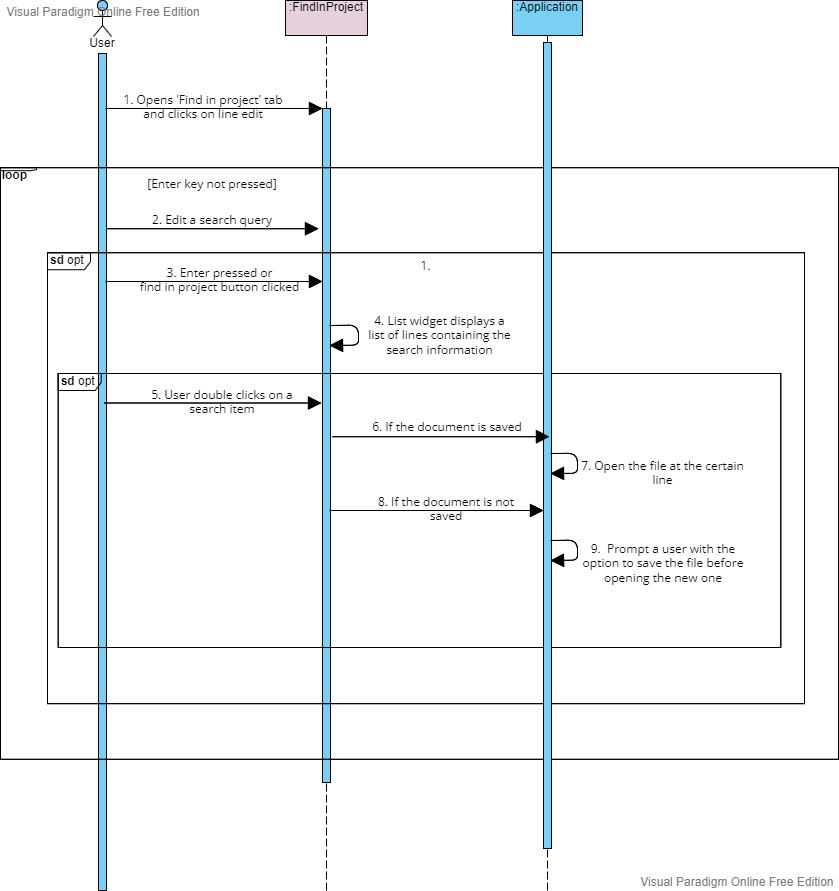 Visual Paradigm Online Free Edition
:FindInProject
:Application
User
1. Opens 'Find in project' tab
and clicks on line edit
loop
[Enter key not pressed]
2. Edit a search query
sd opt
1.
3. Enter pressed or
find in project button clicked
4. List widget displays a
list of lines containing the
search information
sd opt
5. User double clicks on a
search item
6. If the document is saved
7. Open the file at the certain
line
8. If the document is not
saved
9. Prompt a user with the
option to save the file before
opening the new one
Visual Paradigm Online Free Edition